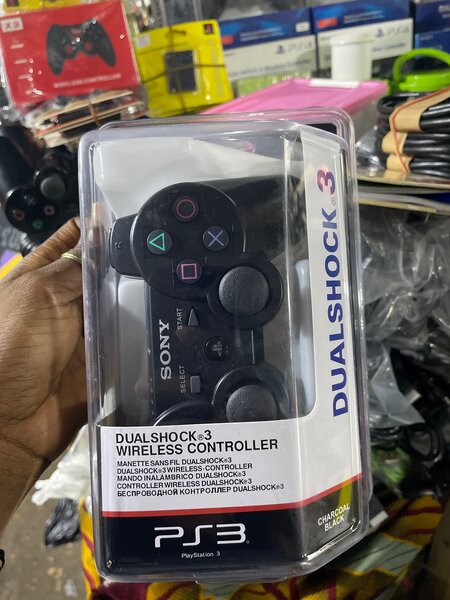 X3
WIRELESS CONTROLLER
DUALSHOCK®3
START
SONY
SELECT
DUALSHOCK®3
WIRELESS CONTROLLER
MANETTE SANS FIL DUALSHOCK®3
DUALSHOCK®3 WIRELESS-CONTROLLER
MANDO INALÁMBRICO DUALSHOCK®3
CONTROLLER WIRELESS DUALSHOCK®3
БЕСПРОВОДНОЙ КОНТРОЛЛЕР DUALSHOCK®3
PS3
PlayStation 3
CHARCOAL
BLACK